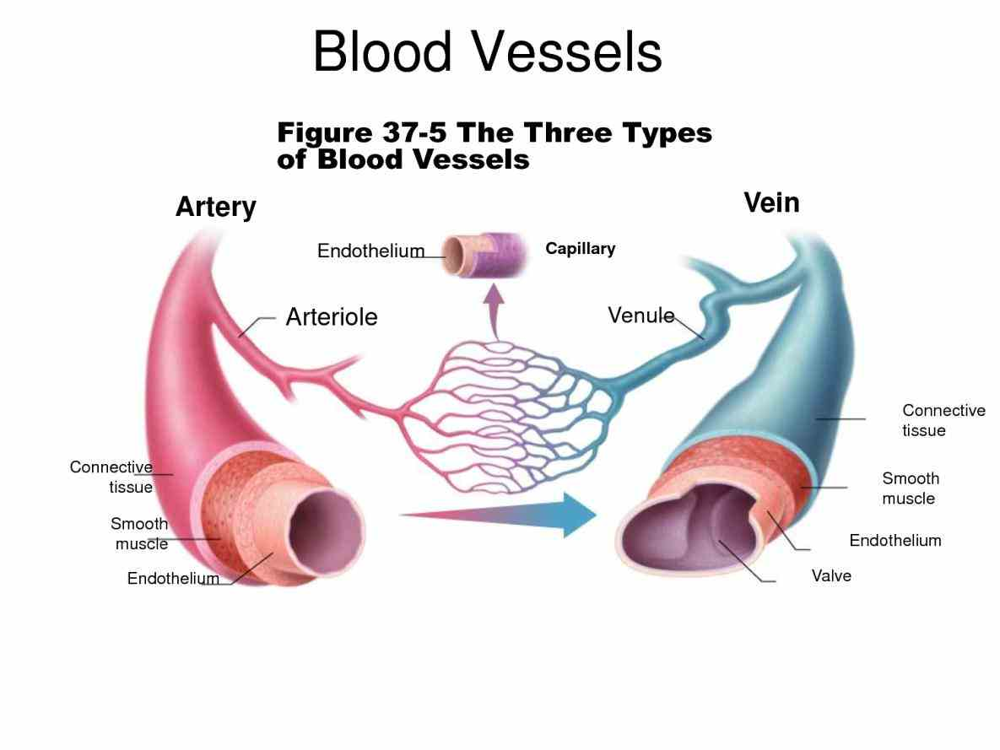 Blood Vessels
Figure 37-5 The Three Types
of Blood Vessels
Artery
Vein
Endothelium
Capillary
Arteriole
Venule
Connective
tissue
Smooth
muscle
Endothelium
Connective
tissue
Smooth
muscle
Endothelium
Valve